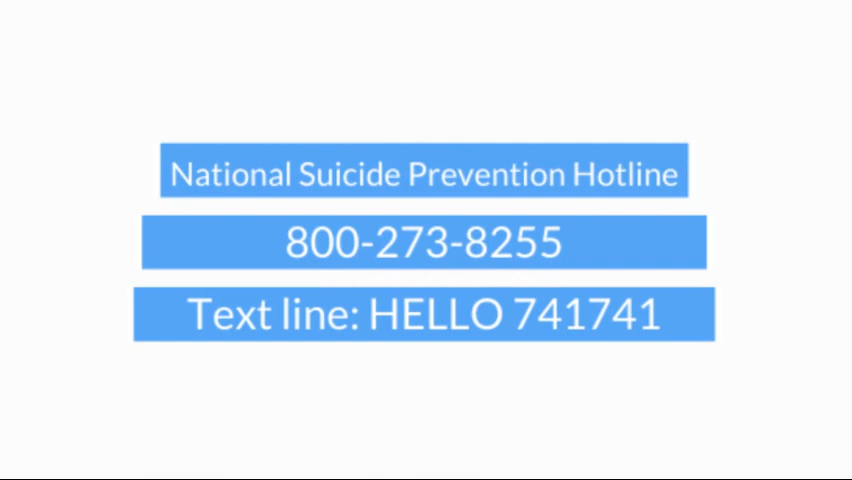 National Suicide Prevention Hotline
800-273-8255
Text line: HELLO 741741